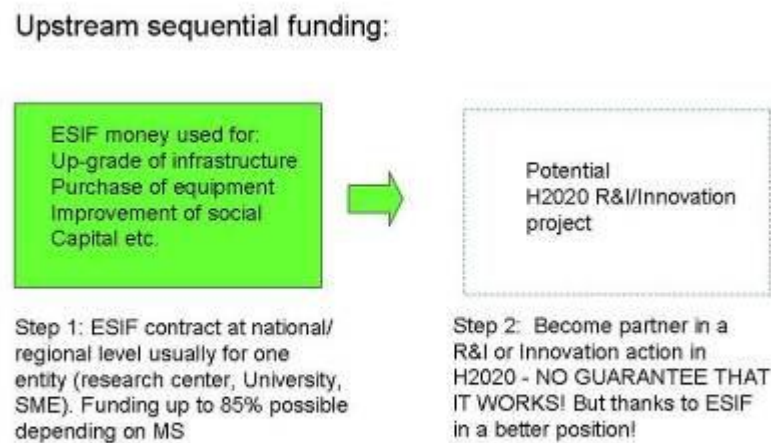 Upstream sequential funding:
ESIF money used for:
Up-grade of infrastructure
Purchase of equipment
Improvement of social
Capital etc.
Potential
H2020 R&I/Innovation
project
Step 1: ESIF contract at national/
regional level usually for one
entity (research center, University,
SME). Funding up to 85% possible
depending on MS
Step 2:  Become partner in a
R&I or Innovation action in
H2020 - NO GUARANTEE THAT
IT WORKS! But thanks to ESIF
in a better position!